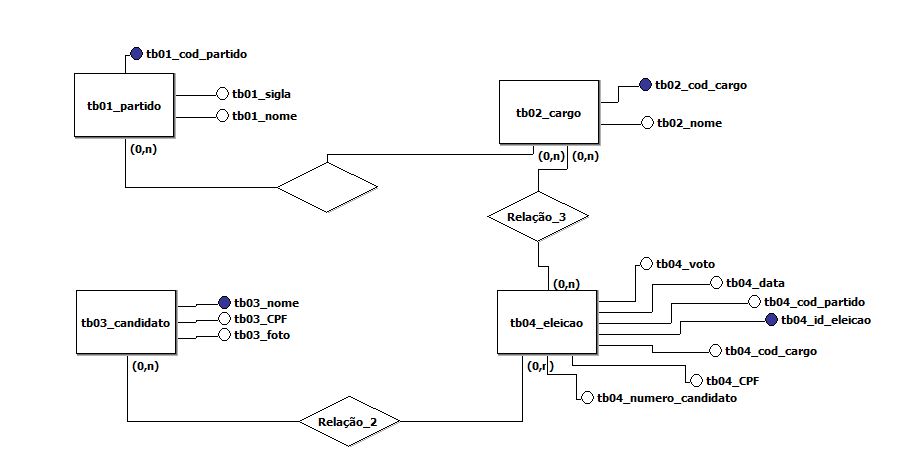 tb01_cod_partido
tb01_partido
tb01_sigla
tb01_nome
(0,n)
tb02_cargo
tb02_cod_cargo
tb02_nome
(0,n)
(0,n)
Relação_3
(0,n)
tb03_candidato
tb03_nome
tb03_CPF
tb03_foto
(0,n)
tb04_eleicao
tb04_voto
tb04_data
tb04_cod_partido
tb04_id_eleicao
tb04_cod_cargo
tb04_CPF
tb04_numero_candidato
(0,n)
Relação_2